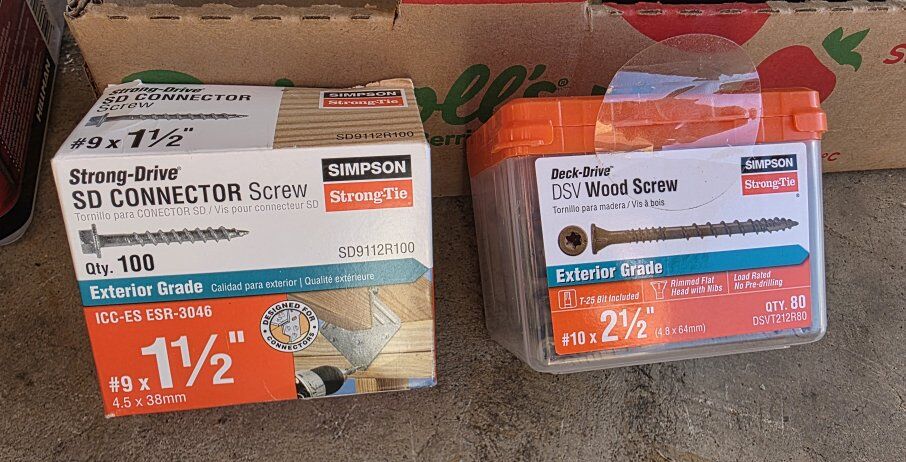 Strong-Drive®
SD CONNECTOR
Screw
#9 x 1½"
SIMPSON
Strong-Tie
SD9112R100
Strong-Drive®
SD CONNECTOR Screw
Tornillo para CONECTOR SD / Vis pour connecteur SD
SIMPSON
Strong-Tie
SD9112R100
Qty. 100
Exterior Grade Calidad para exterior | Qualité extérieure
ICC-ES ESR-3046
DESIGNED FOR
CONNECTORS
#9 x 1½"
4.5 x 38mm
oll's®
Deck-Drive™
DSV Wood Screw
Tornillo para madera / Vis à bois
SIMPSON
Strong-Tie
Exterior Grade
T-25 Bit Included
Rimmed Flat
Head with Nibs
Load Rated
No Pre-drilling
#10 x 2½" (4.8 x 64mm)
QTY. 80
DSVT212R80